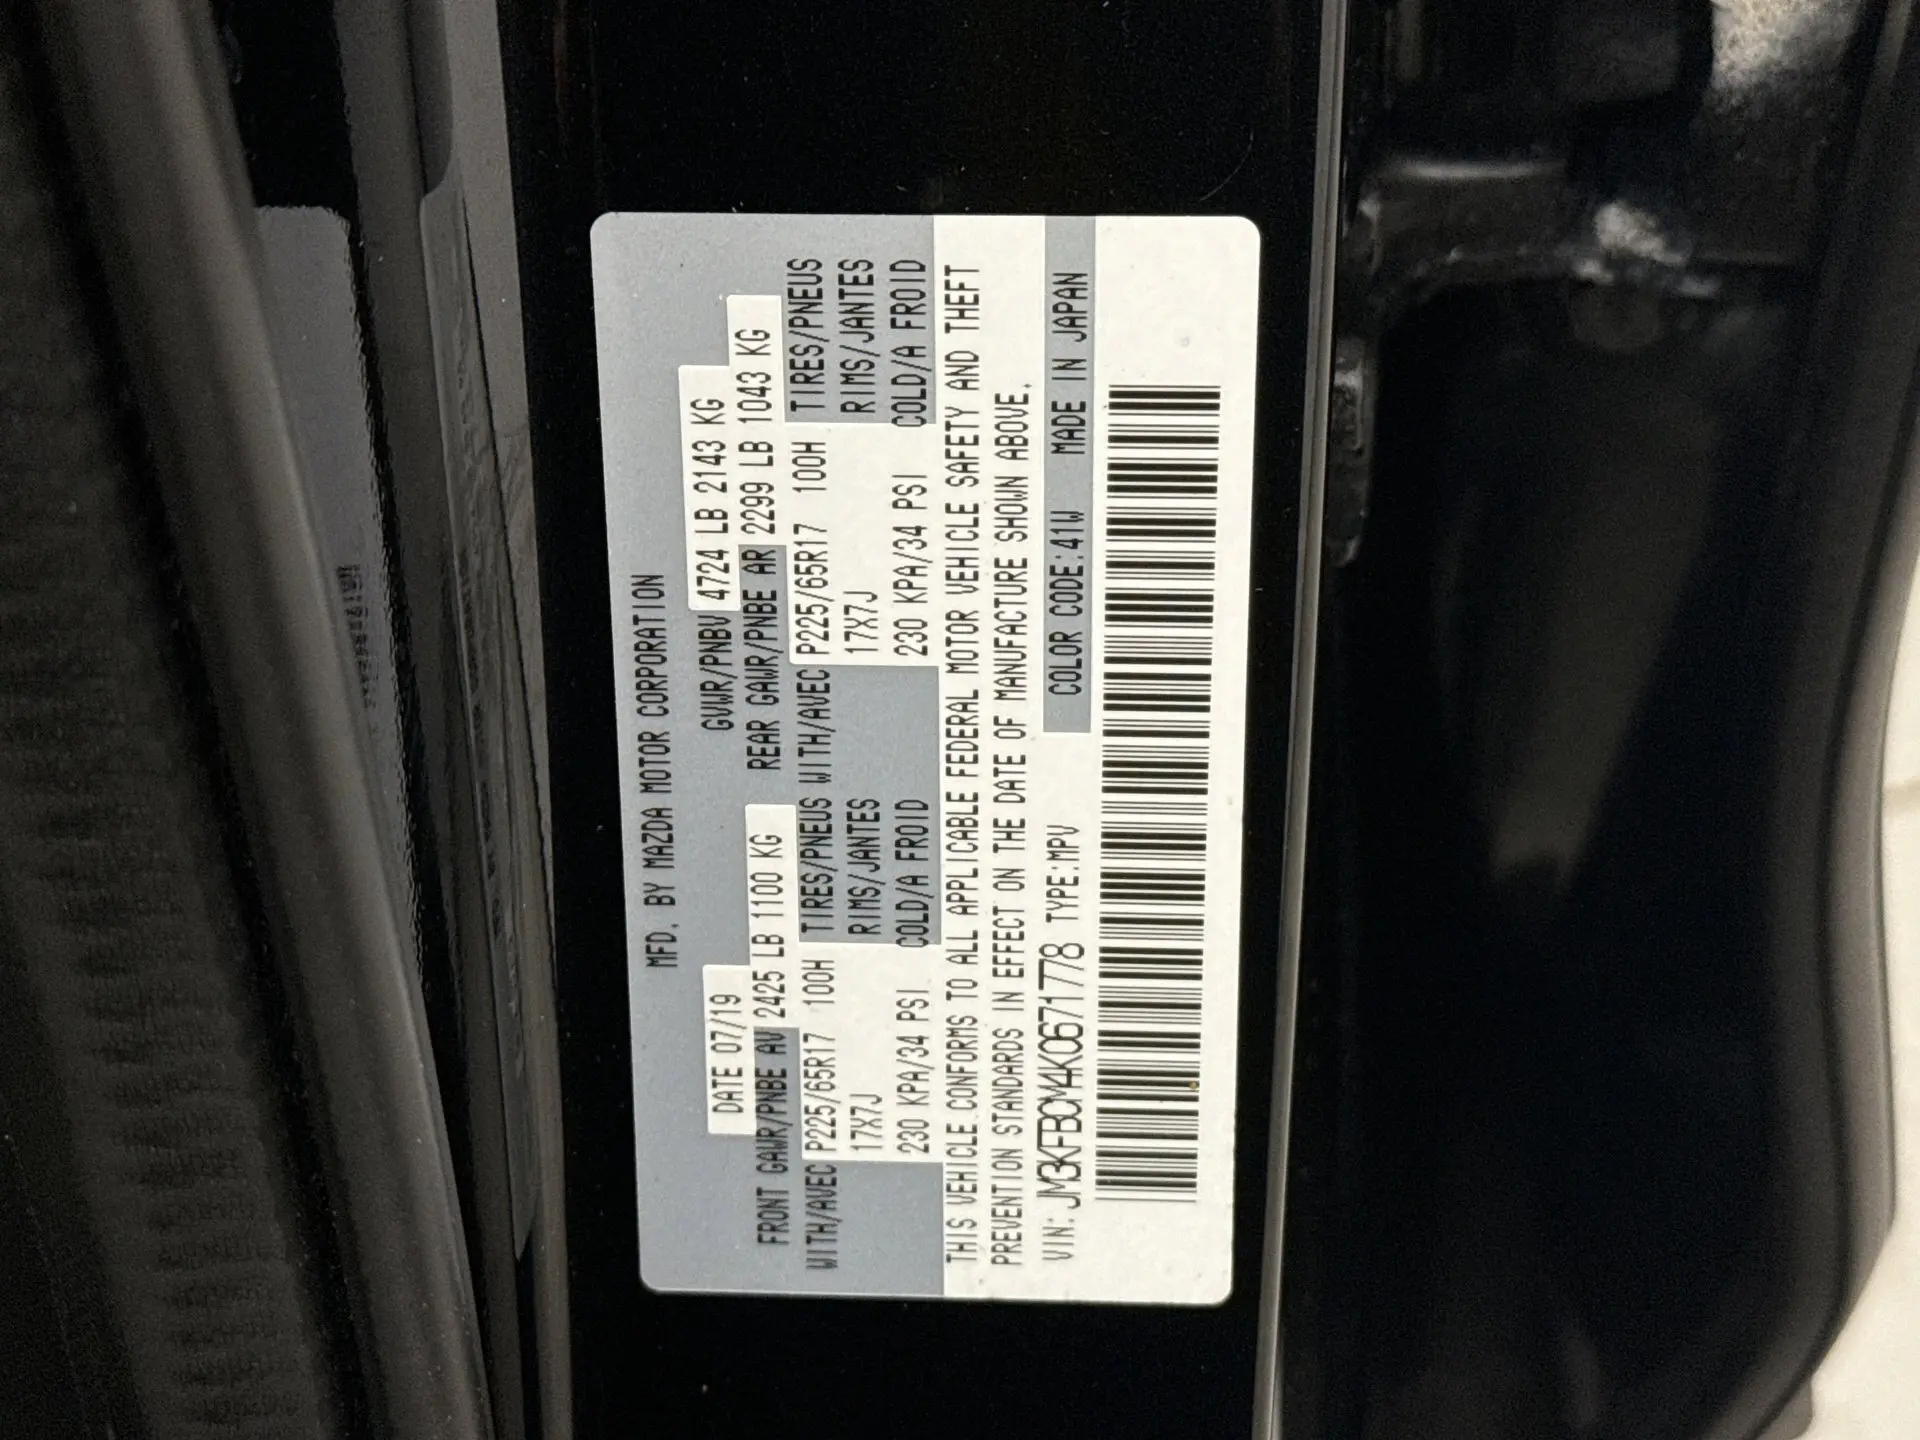 MFD. BY MAZDA MOTOR CORPORATION
DATE 07/19 GVWR/PNBV 4724 LB 2143 KG
FRONT GAWR/PNBE AV 2425 LB 1100 KG REAR GAWR/PNBE AR 2299 LB 1043 KG
WITH/AVEC P225/65R17 100H TIRES/PNEUS WITH/AVEC P225/65R17 100H TIRES/PNEUS
17X7J RIMS/JANTES 17X7J RIMS/JANTES
230 KPA/34 PSI COLD/A FROID 230 KPA/34 PSI COLD/A FROID
THIS VEHICLE CONFORMS TO ALL APPLICABLE FEDERAL MOTOR VEHICLE SAFETY AND THEFT
PREVENTION STANDARDS IN EFFECT ON THE DATE OF MANUFACTURE SHOWN ABOVE.
VIN: JM3KFBCM4K0671778 TYPE:MPV COLOR CODE:41W MADE IN JAPAN